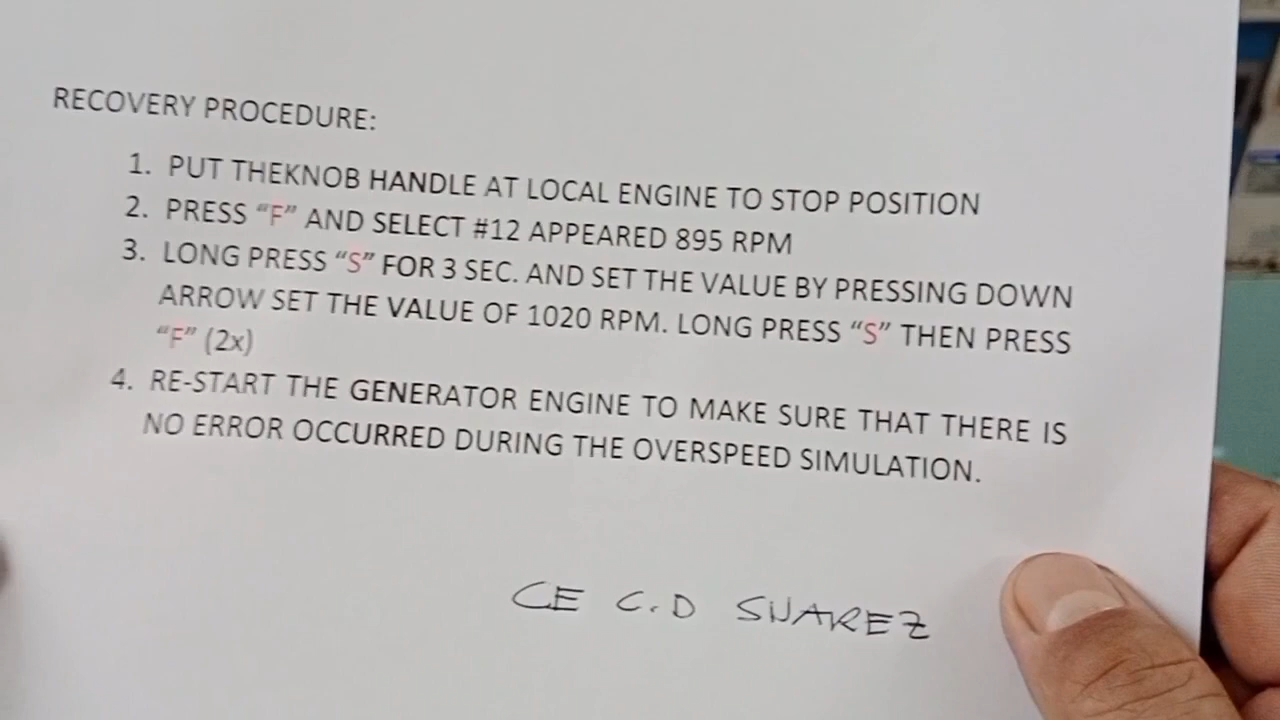 RECOVERY PROCEDURE:
1. PUT THEKNOB HANDLE AT LOCAL ENGINE TO STOP POSITION
2. PRESS “F” AND SELECT #12 APPEARED 895 RPM
3. LONG PRESS “S” FOR 3 SEC. AND SET THE VALUE BY PRESSING DOWN
ARROW SET THE VALUE OF 1020 RPM. LONG PRESS “S” THEN PRESS
“F” (2x)
4. RE-START THE GENERATOR ENGINE TO MAKE SURE THAT THERE IS
NO ERROR OCCURRED DURING THE OVERSPEED SIMULATION.
CE C.D SUAREZ